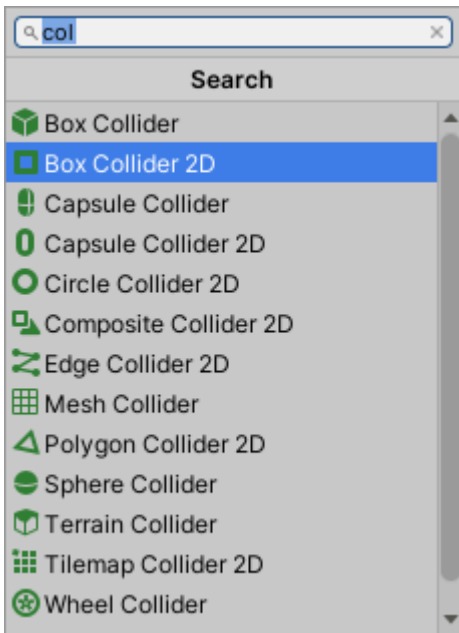 col
Search
Box Collider
Box Collider 2D
Capsule Collider
Capsule Collider 2D
Circle Collider 2D
Composite Collider 2D
Edge Collider 2D
Mesh Collider
Polygon Collider 2D
Sphere Collider
Terrain Collider
Tilemap Collider 2D
Wheel Collider